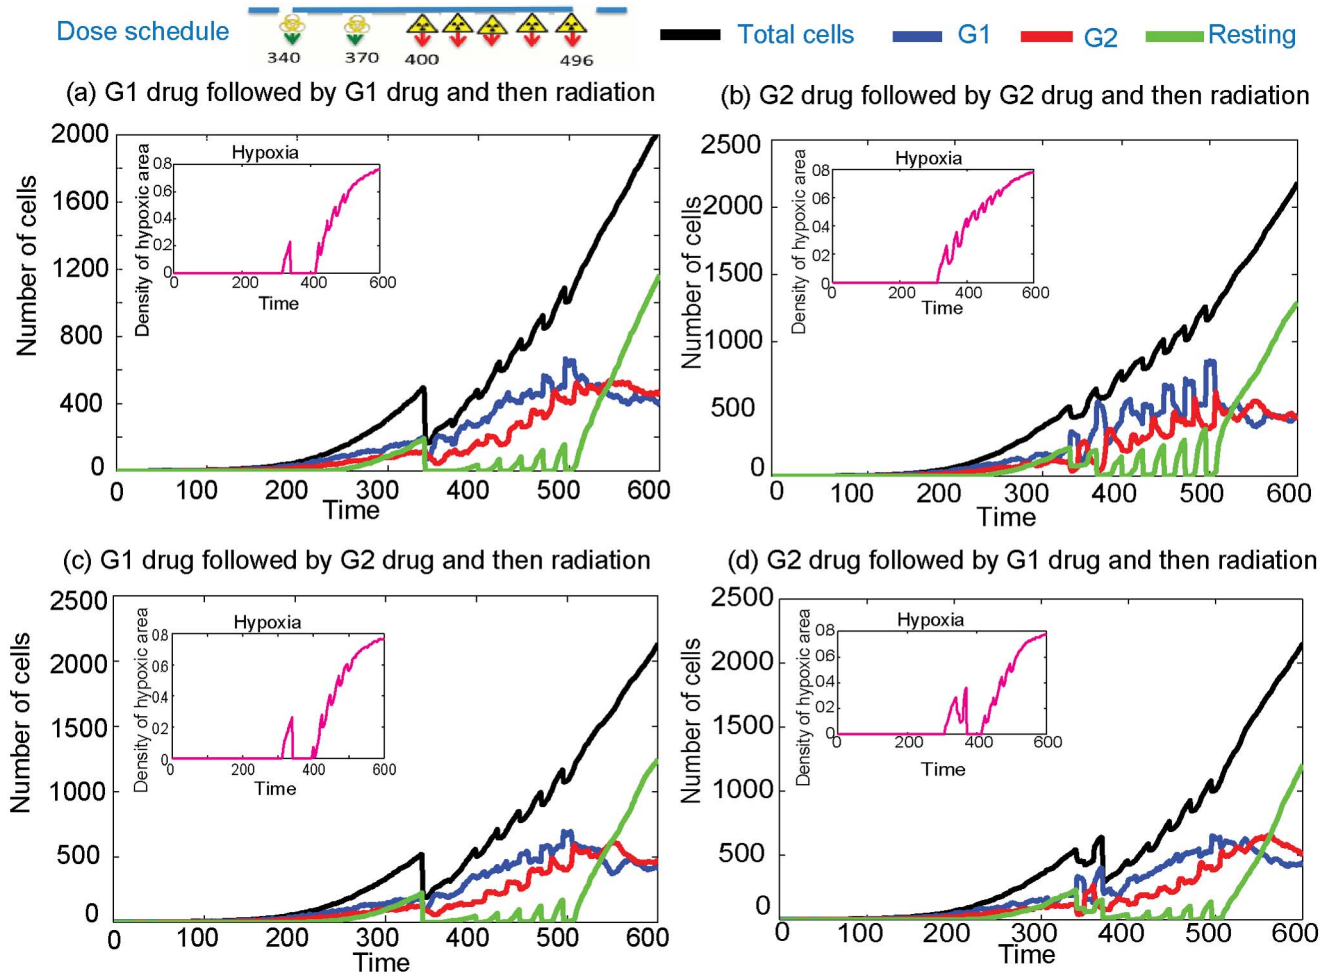 Dose schedule
340 370 400 496
Total cells G1 G2 Resting
(a) G1 drug followed by G1 drug and then radiation
Number of cells
2000
1600
1200
800
400
0
0 100 200 300 400 500 600
Time
Hypoxia
Density of hypoxic area
0.8
0.6
0.4
0.2
0
0 200 400 600
Time
(b) G2 drug followed by G2 drug and then radiation
Number of cells
2500
2000
1500
1000
500
0
0 100 200 300 400 500 600
Time
Hypoxia
Density of hypoxic area
08
06
04
02
0
0 200 400 600
Time
(c) G1 drug followed by G2 drug and then radiation
Number of cells
2500
2000
1500
1000
500
0
0 100 200 300 400 500 600
Time
Hypoxia
Density of hypoxic area
0.8
0.6
0.4
02
0
0 200 400 600
Time
(d) G2 drug followed by G1 drug and then radiation
Number of cells
2500
2000
1500
1000
500
0
0 100 200 300 400 500 600
Time
Hypoxia
Density of hypoxic area
08
06
04
02
0
0 200 400 600
Time